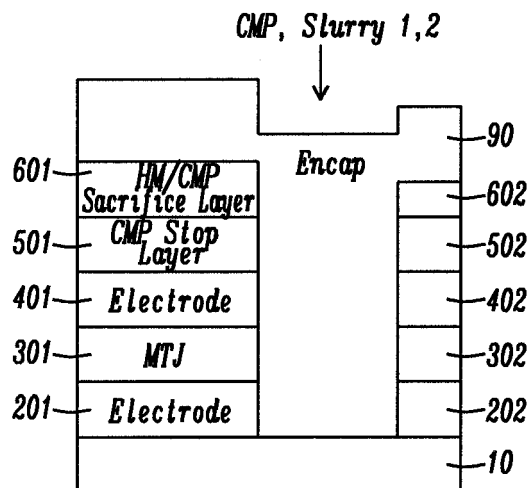 CMP, Slurry 1,2
90
Encap
601
HM/CMP
Sacrifice Layer
602
501
CMP Stop
Layer
502
401
Electrode
402
301
MTJ
302
201
Electrode
202
10